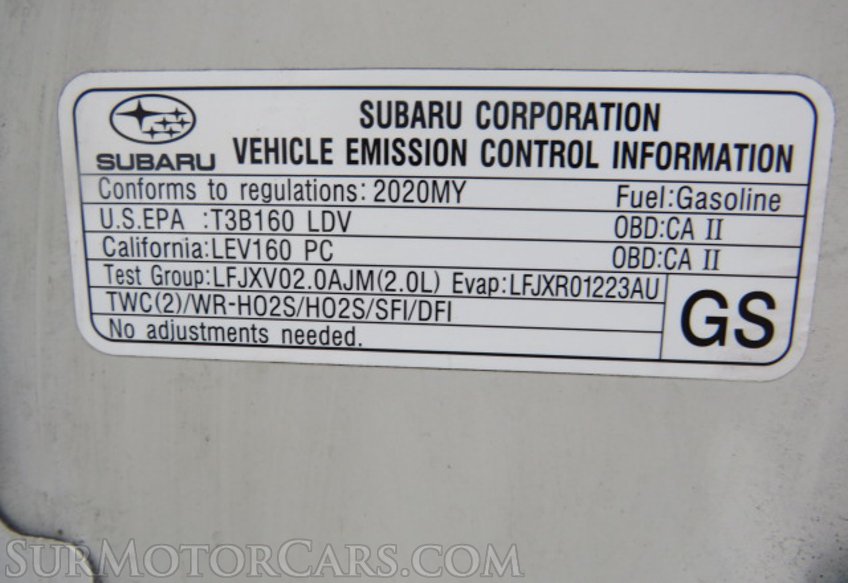 SUBARU
SUBARU CORPORATION
VEHICLE EMISSION CONTROL INFORMATION
Conforms to regulations: 2020MY Fuel:Gasoline
U.S.EPA :T3B160 LDV OBD:CA II
California:LEV160 PC OBD:CA II
Test Group:LFJXV02.0AJM(2.0L) Evap:LFJXR01223AU
TWC(2)/WR-HO2S/HO2S/SFI/DFI
No adjustments needed.
GS
SurMotorCars.com